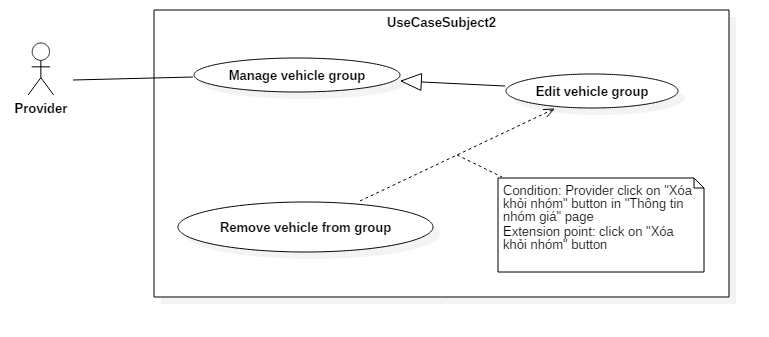 UseCaseSubject2
Manage vehicle group
Edit vehicle group
Provider
Condition: Provider click on "Xóa
khỏi nhóm" button in "Thông tin
nhóm giá" page
Extension point: click on "Xóa
khỏi nhóm" button
Remove vehicle from group